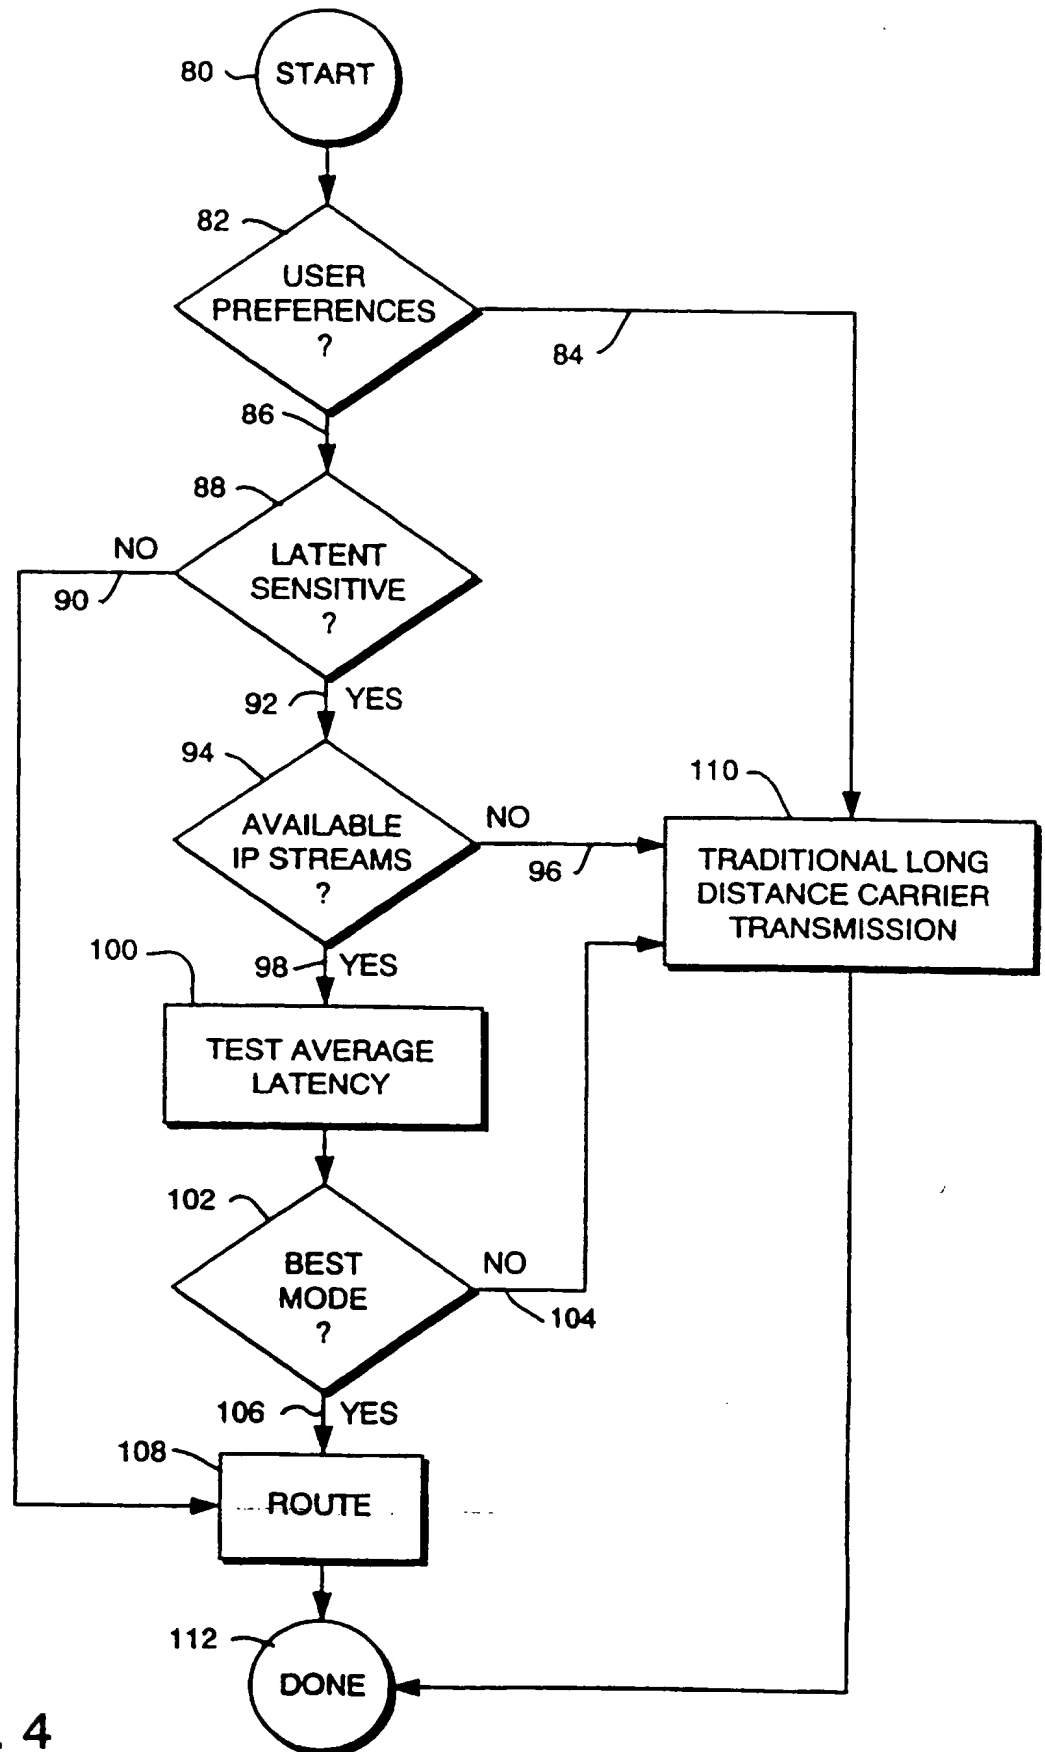 80
START
82
USER
PREFERENCES
?
84
86
88
NO
LATENT
SENSITIVE
?
90
92
YES
94
110
AVAILABLE
IP STREAMS
?
NO
96
TRADITIONAL LONG
DISTANCE CARRIER
TRANSMISSION
100
98
YES
TEST AVERAGE
LATENCY
102
BEST
MODE
?
NO
104
106
YES
108
ROUTE
112
DONE
. 4